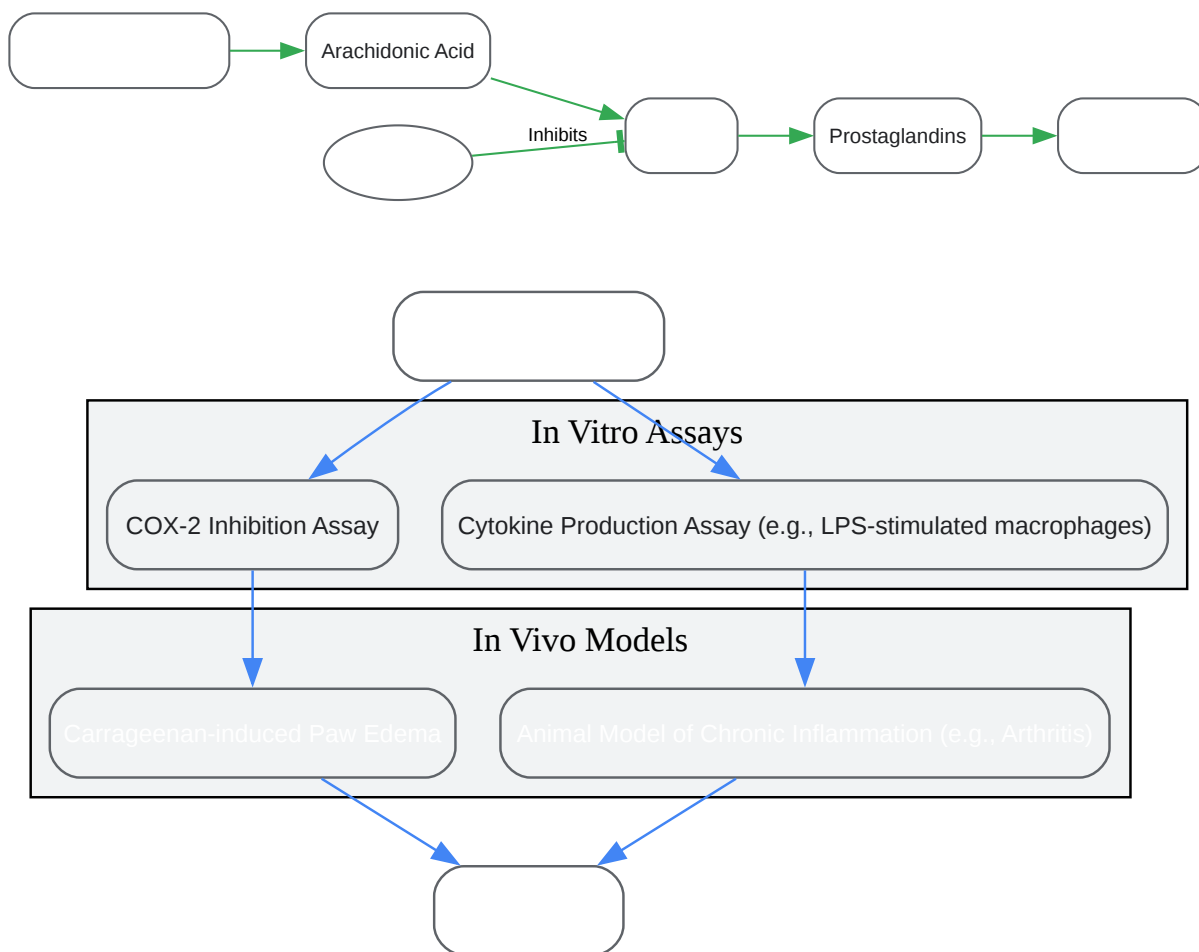 Arachidonic Acid
Inhibits
Prostaglandins
In Vitro Assays
COX-2 Inhibition Assay
Cytokine Production Assay (e.g., LPS-stimulated macrophages)
In Vivo Models
Carrageenan-induced Paw Edema
Animal Model of Chronic Inflammation (e.g., Arthritis)